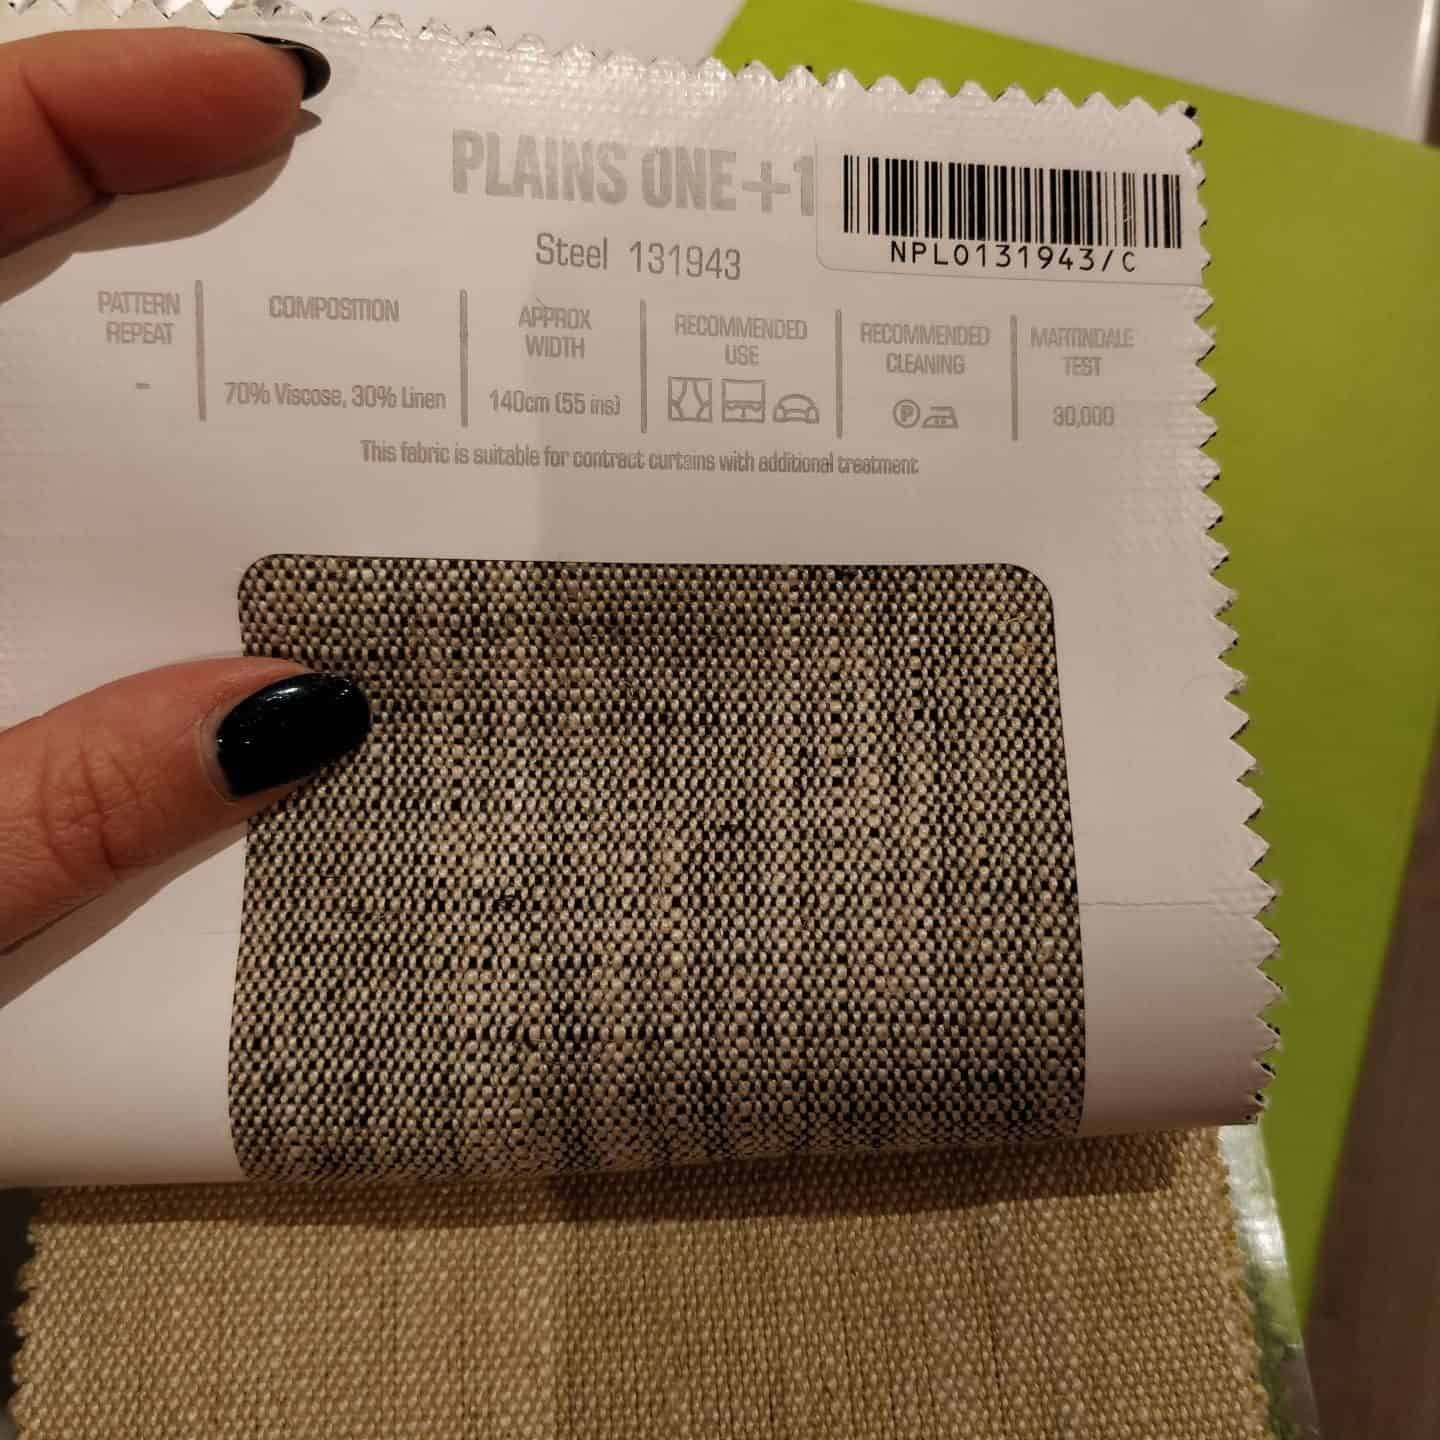 PLAINS ONE+1
NPL0131943/C
Steel 131943
PATTERN REPEAT
-
COMPOSITION
70% Viscose, 30% Linen
APPROX WIDTH
140cm (55 ins)
RECOMMENDED USE
RECOMMENDED CLEANING
P
MARTINDALE TEST
30,000
This fabric is suitable for contract curtains with additional treatment